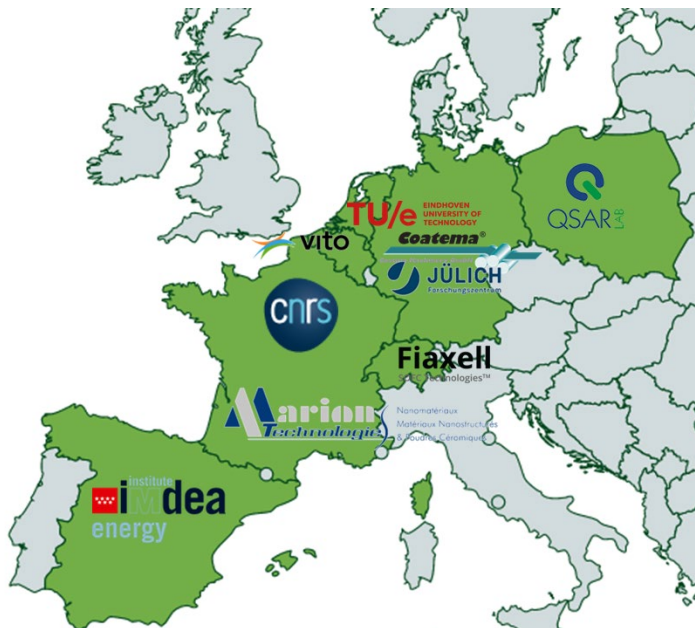 QSAR
LAB
TU/e EINDHOVEN
UNIVERSITY OF
TECHNOLOGY
vito
Coatema®
JÜLICH
Forschungszentrum
cnrs
Fiaxell
Technologies™
Marion
Technologies
Nanomatériaux
Matériaux Nanostructurés
& Poudres Céramiques
institute
iMdea
energy